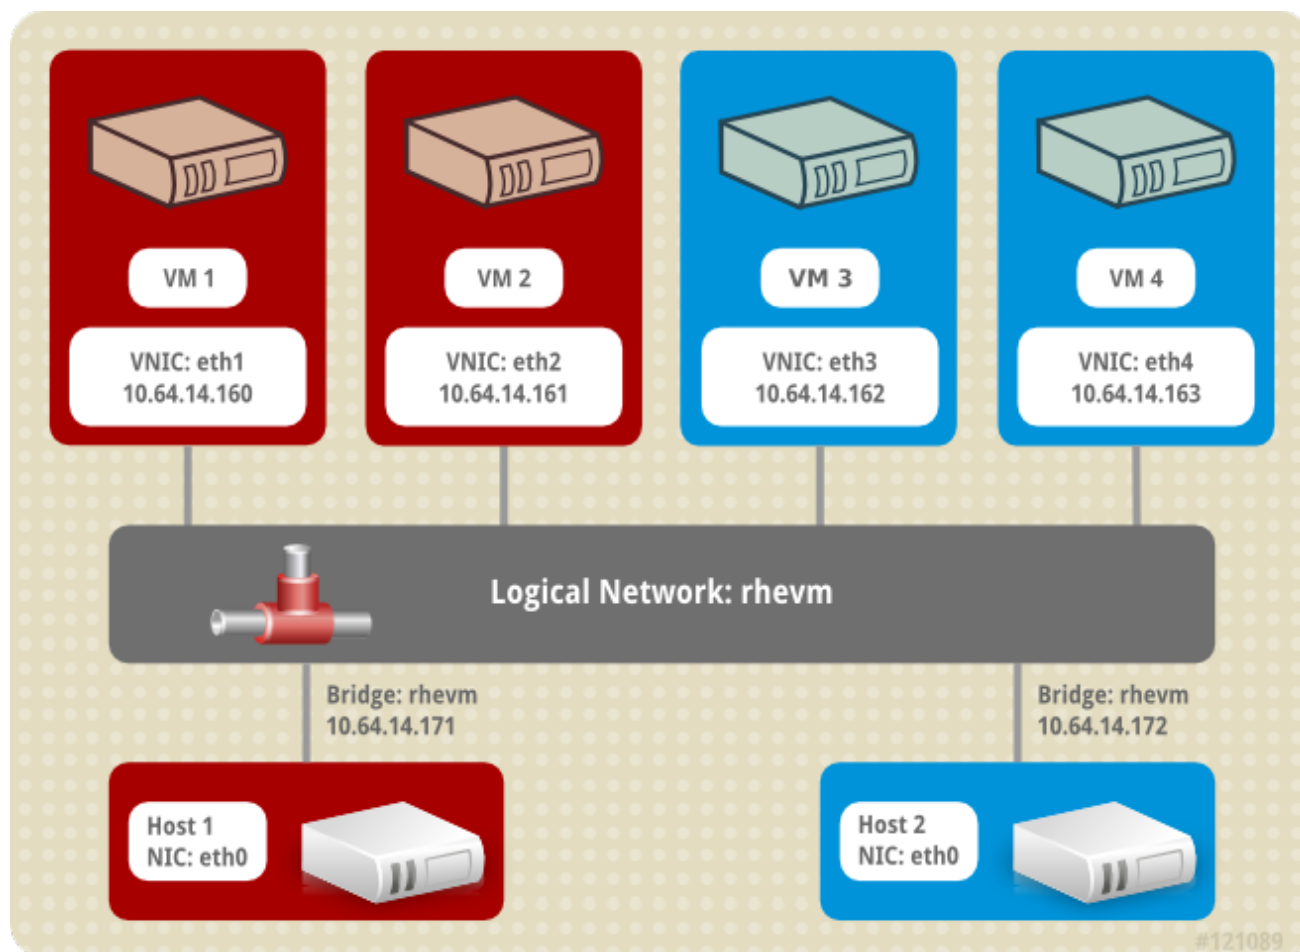 VM 1
VM 2
VM 3
VM 4
VNIC: eth1
10.64.14.160
VNIC: eth2
10.64.14.161
VNIC: eth3
10.64.14.162
VNIC: eth4
10.64.14.163
Logical Network: rhevm
Bridge: rhevm
10.64.14.171
Bridge: rhevm
10.64.14.172
Host 1
NIC: eth0
Host 2
NIC: eth0
#121089